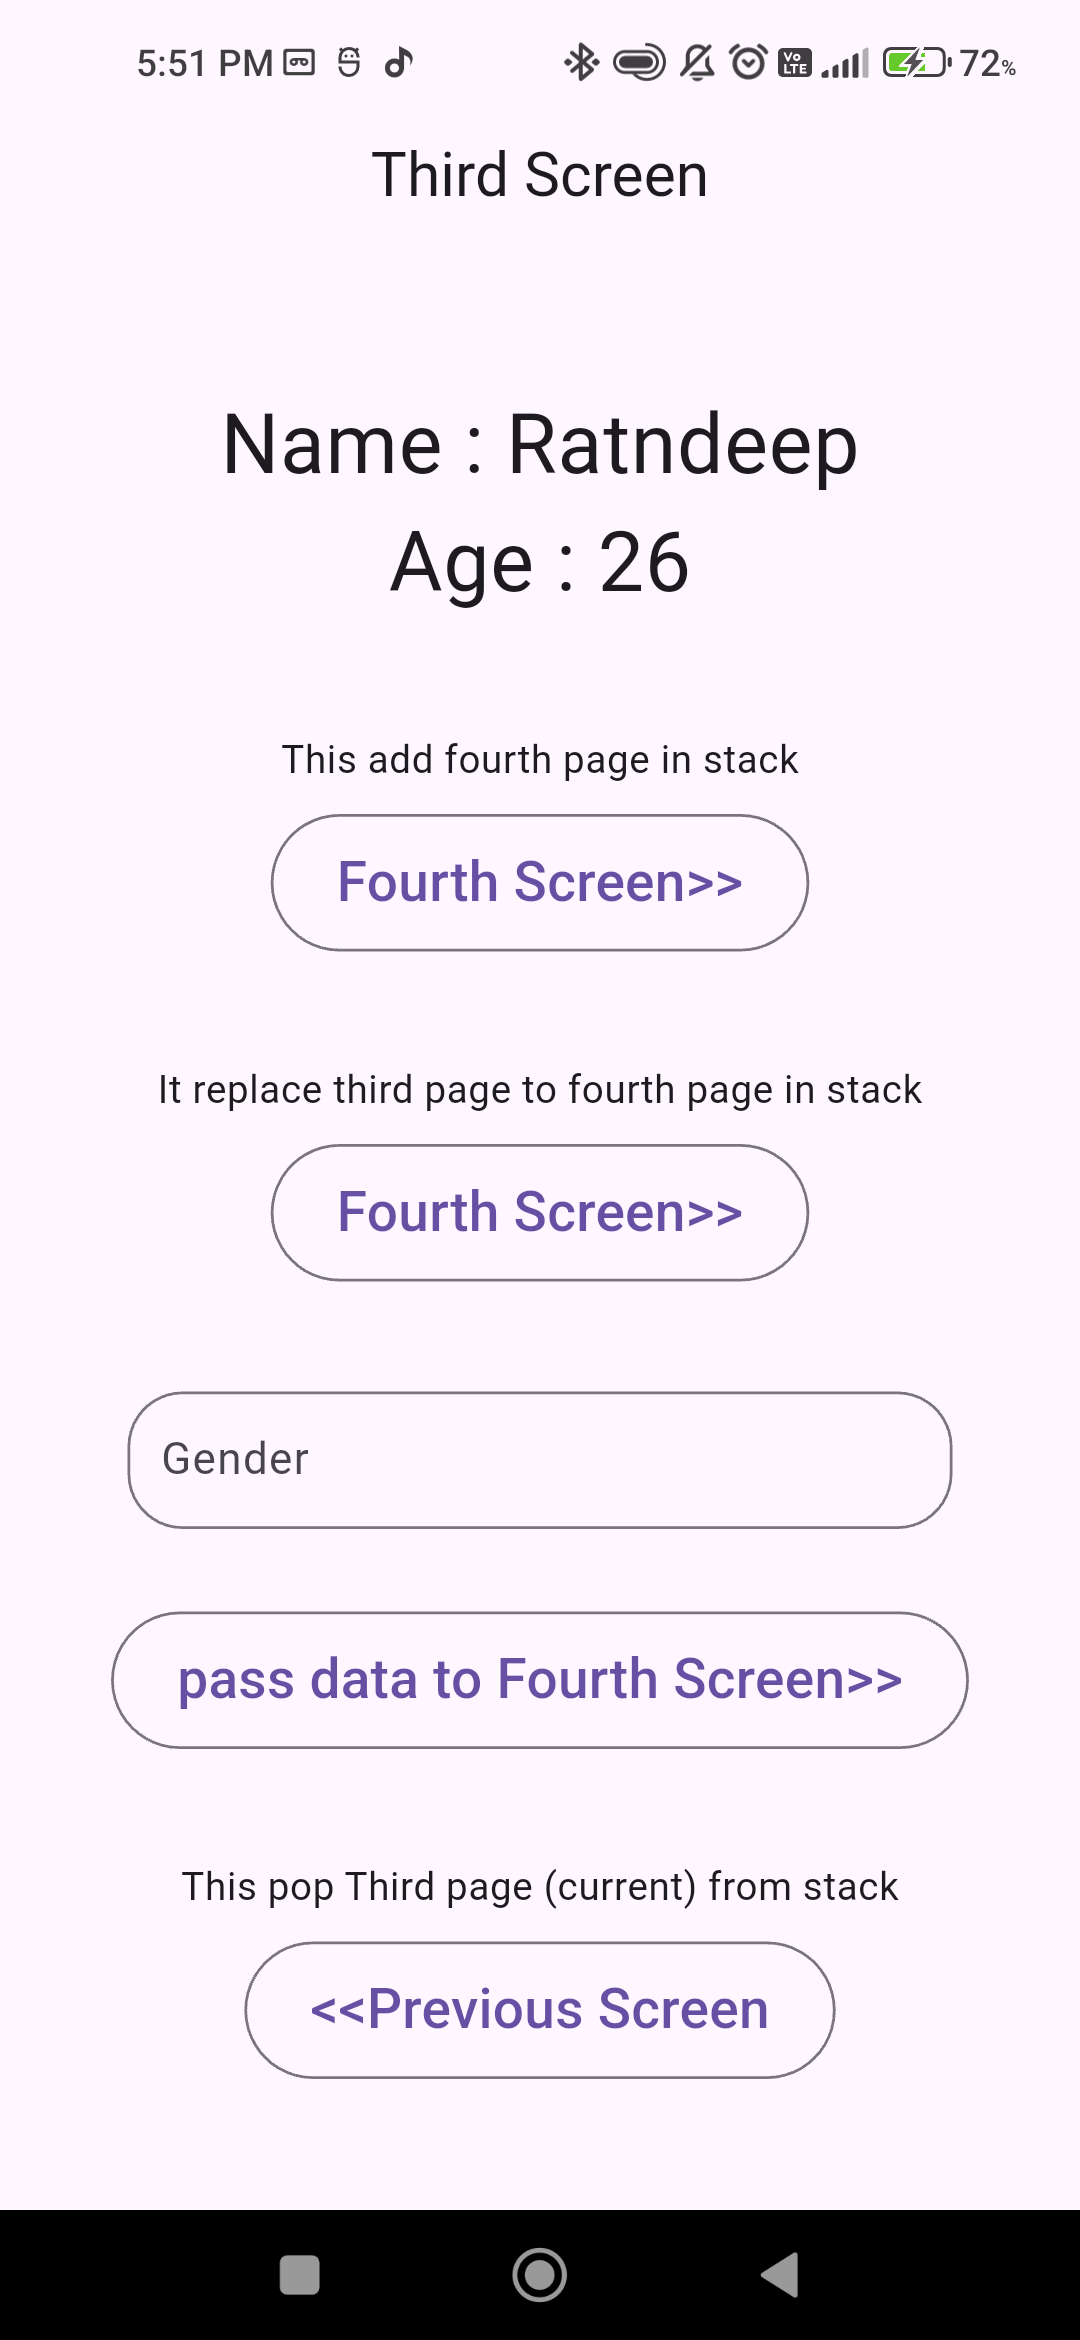 5:51 PM
Vo LTE
72%
Third Screen
Name : Ratndeep
Age : 26
This add fourth page in stack
Fourth Screen>>
It replace third page to fourth page in stack
Fourth Screen>>
Gender
pass data to Fourth Screen>>
This pop Third page (current) from stack
<<Previous Screen